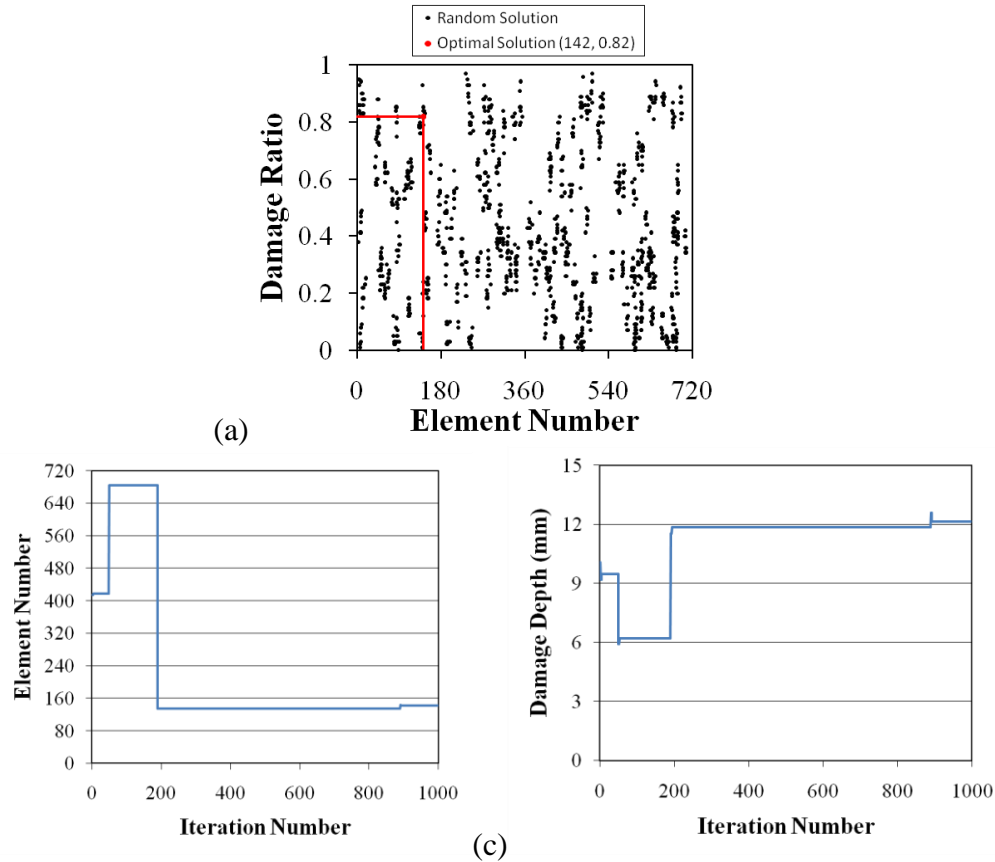 Random Solution
Optimal Solution (142, 0.82)
1
0.8
0.6
0.4
0.2
0
Damage Ratio
0 180 360 540 720
Element Number
(a)
720
640
560
480
400
320
240
160
80
0
Element Number
0 200 400 600 800 1000
Iteration Number
15
12
9
6
3
0
Damage Depth (mm)
0 200 400 600 800 1000
Iteration Number
(c)